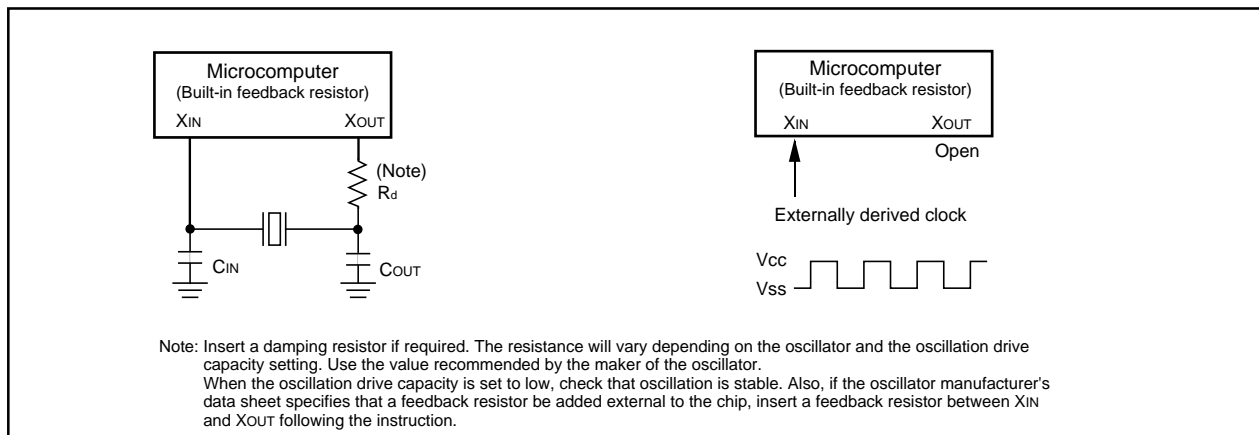 Microcomputer
(Built-in feedback resistor)
XIN XOUT
(Note)
Rd
CIN
COUT
Microcomputer
(Built-in feedback resistor)
XIN XOUT
Open
Externally derived clock
Vcc
Vss
Note: Insert a damping resistor if required. The resistance will vary depending on the oscillator and the oscillation drive
capacity setting. Use the value recommended by the maker of the oscillator.
When the oscillation drive capacity is set to low, check that oscillation is stable. Also, if the oscillator manufacturer's
data sheet specifies that a feedback resistor be added external to the chip, insert a feedback resistor between XIN
and XOUT following the instruction.